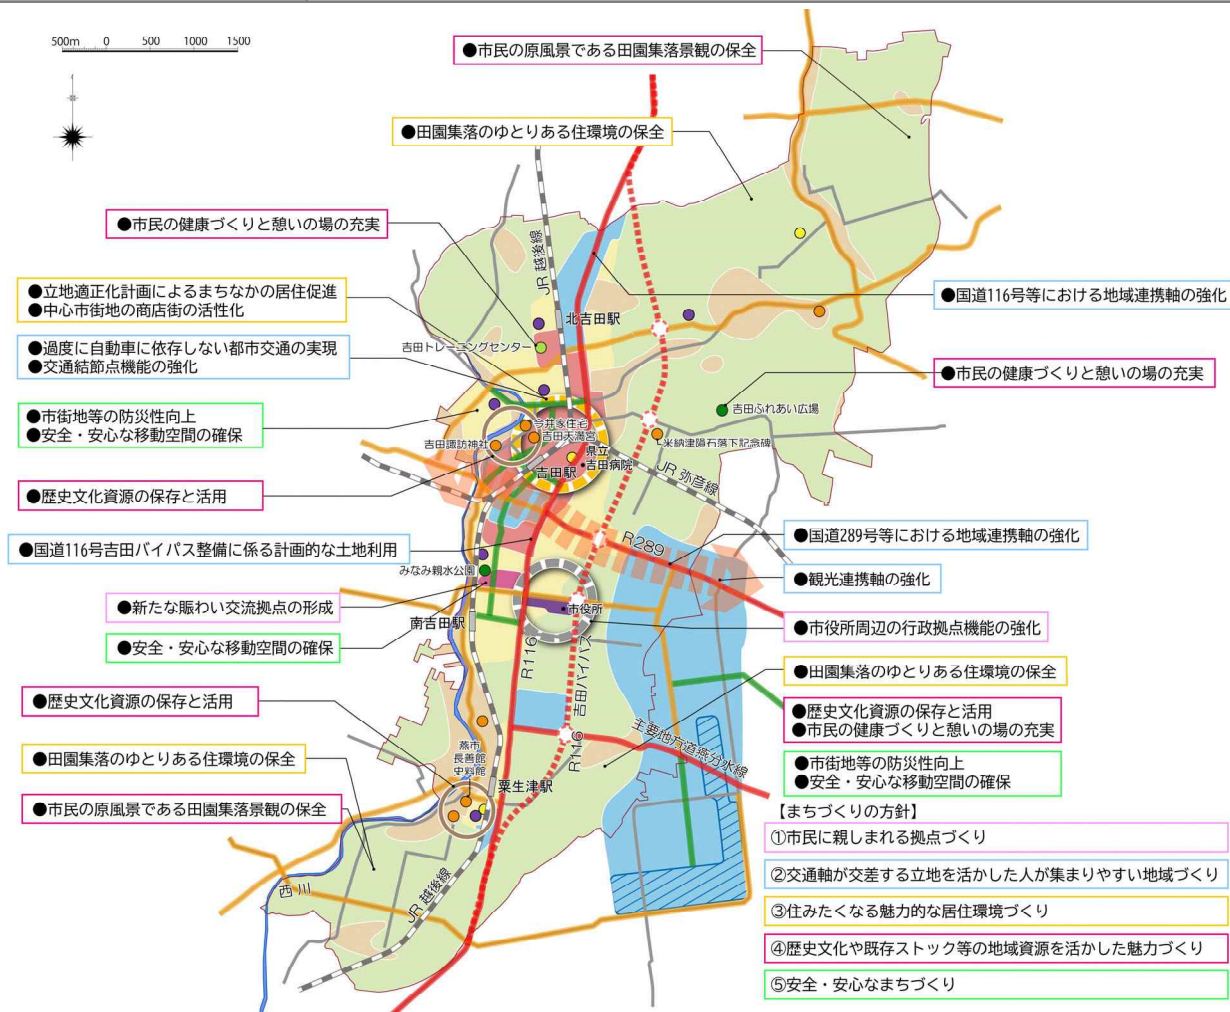 500m 0 500 1000 1500
●市民の原風景である田園集落景観の保全
●田園集落のゆとりある住環境の保全
●市民の健康づくりと憩いの場の充実
JR 越後線
●立地適正化計画によるまちなかの居住促進
●中心市街地の商店街の活性化
●国道116号等における地域連携軸の強化
北吉田駅
吉田トレーニングセンター
●過度に自動車に依存しない都市交通の実現
●交通結節点機能の強化
●市民の健康づくりと憩いの場の充実
●市街地等の防災性向上
●安全・安心な移動空間の確保
吉田ふれあい広場
今井家住宅
吉田天満宮
吉田諏訪神社
米納津隕石落下記念碑
県立
吉田病院
吉田駅
JR 弥彦線
●歴史文化資源の保存と活用
●国道116号吉田バイパス整備に係る計画的な土地利用
R289
●国道289号等における地域連携軸の強化
みなみ親水公園
●観光連携軸の強化
●新たな賑わい交流拠点の形成
市役所
南吉田駅
●市役所周辺の行政拠点機能の強化
●安全・安心な移動空間の確保
R116
R116 吉田バイパス
●田園集落のゆとりある住環境の保全
●歴史文化資源の保存と活用
●歴史文化資源の保存と活用
●市民の健康づくりと憩いの場の充実
主要地方道燕分水線
燕市
長善館
史料館
●田園集落のゆとりある住環境の保全
●市街地等の防災性向上
●安全・安心な移動空間の確保
粟生津駅
●市民の原風景である田園集落景観の保全
【まちづくりの方針】
①市民に親しまれる拠点づくり
②交通軸が交差する立地を活かした人が集まりやすい地域づくり
西川
JR 越後線
③住みたくなる魅力的な居住環境づくり
④歴史文化や既存ストック等の地域資源を活かした魅力づくり
⑤安全・安心なまちづくり